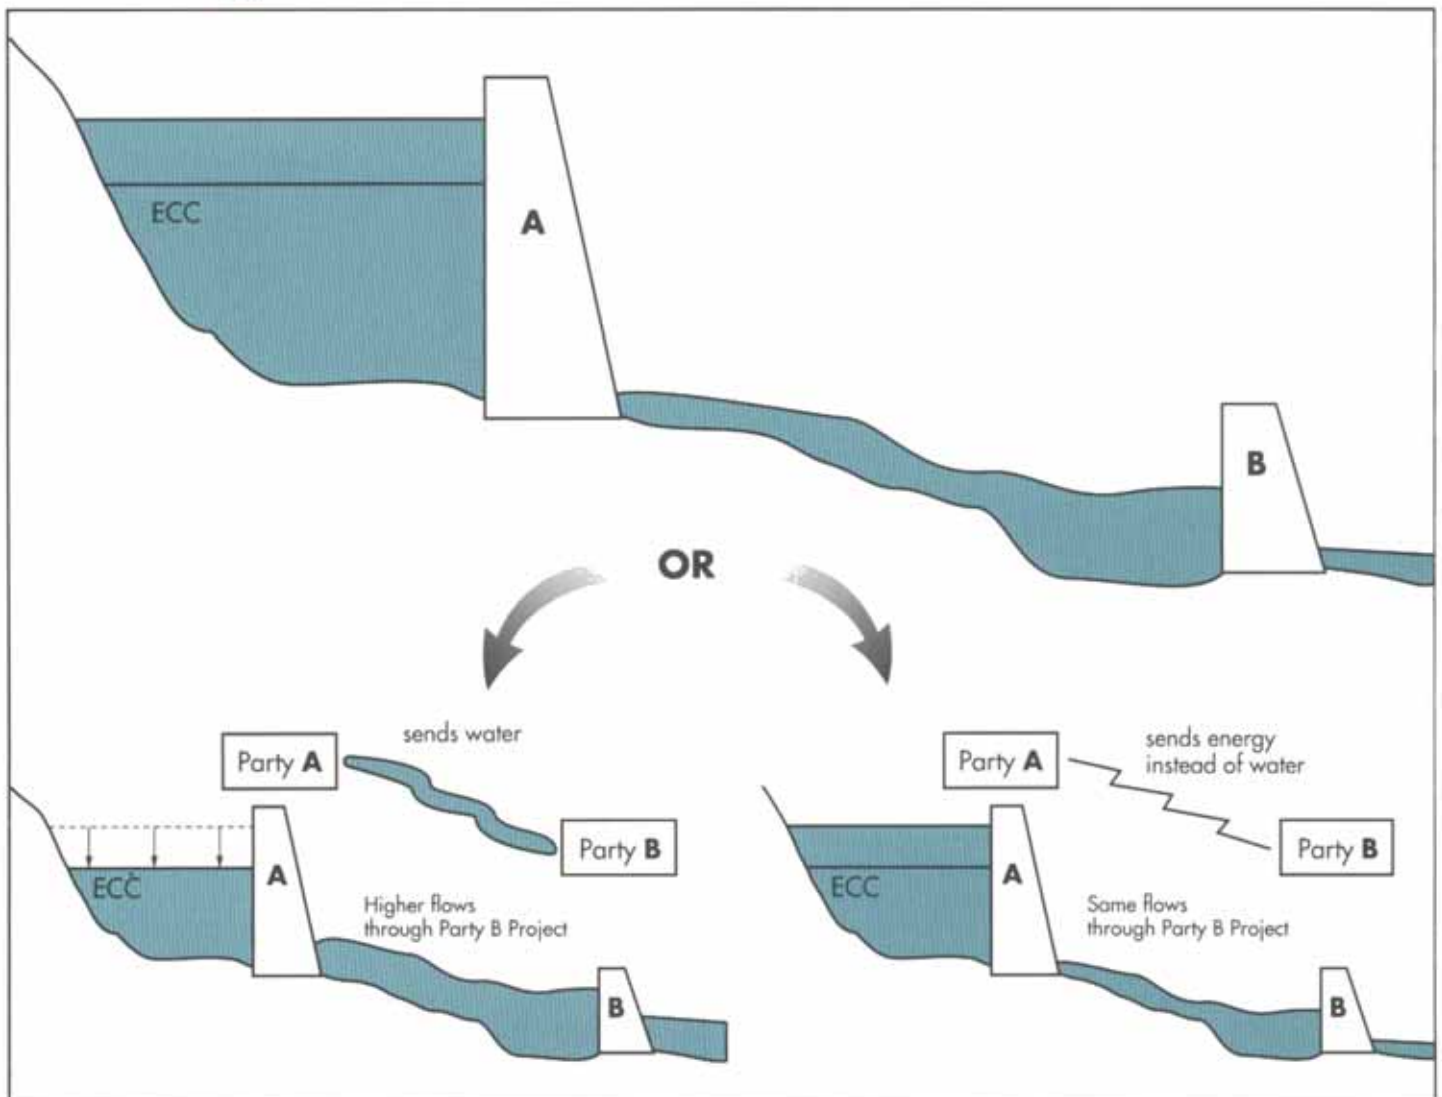 ECC
A
B
OR
sends water
Party A
Party B
ECC
A
Higher flows
through Party B Project
B
sends energy
instead of water
Party A
Party B
ECC
A
Same flows
through Party B Project
B